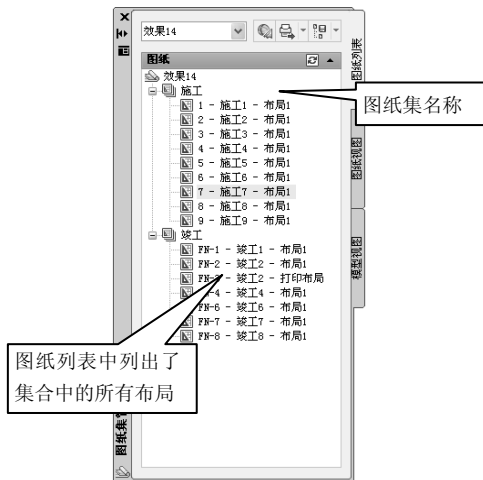 效果14
图纸
效果14
施工
1 - 施工1 - 布局1
2 - 施工2 - 布局1
3 - 施工3 - 布局1
4 - 施工4 - 布局1
5 - 施工5 - 布局1
6 - 施工6 - 布局1
7 - 施工7 - 布局1
8 - 施工8 - 布局1
9 - 施工9 - 布局1
竣工
FN-1 - 竣工1 - 布局1
FN-2 - 竣工2 - 布局1
- 竣工2 - 打印布局
-4 - 竣工4 - 布局1
FN-6 - 竣工6 - 布局1
FN-7 - 竣工7 - 布局1
FN-8 - 竣工8 - 布局1
图纸列表
图纸视图
模型视图
图纸集名称
图纸列表中列出了
集合中的所有布局
图纸集